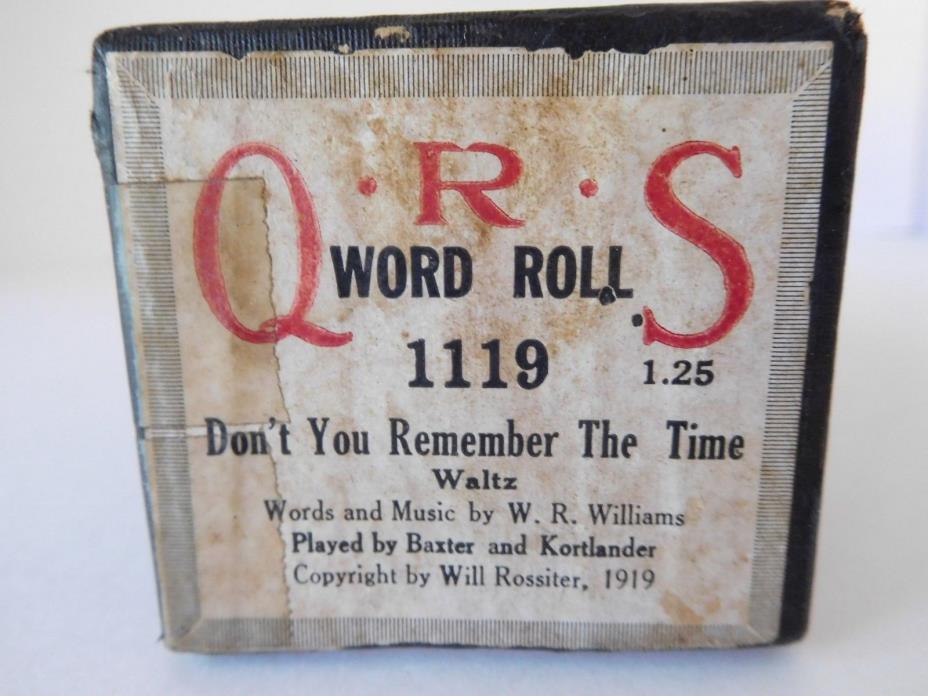 Q·R·S
WORD ROLL
1119
1.25
Don't You Remember The Time
Waltz
Words and Music by W. R. Williams
Played by Baxter and Kortlander
Copyright by Will Rossiter, 1919